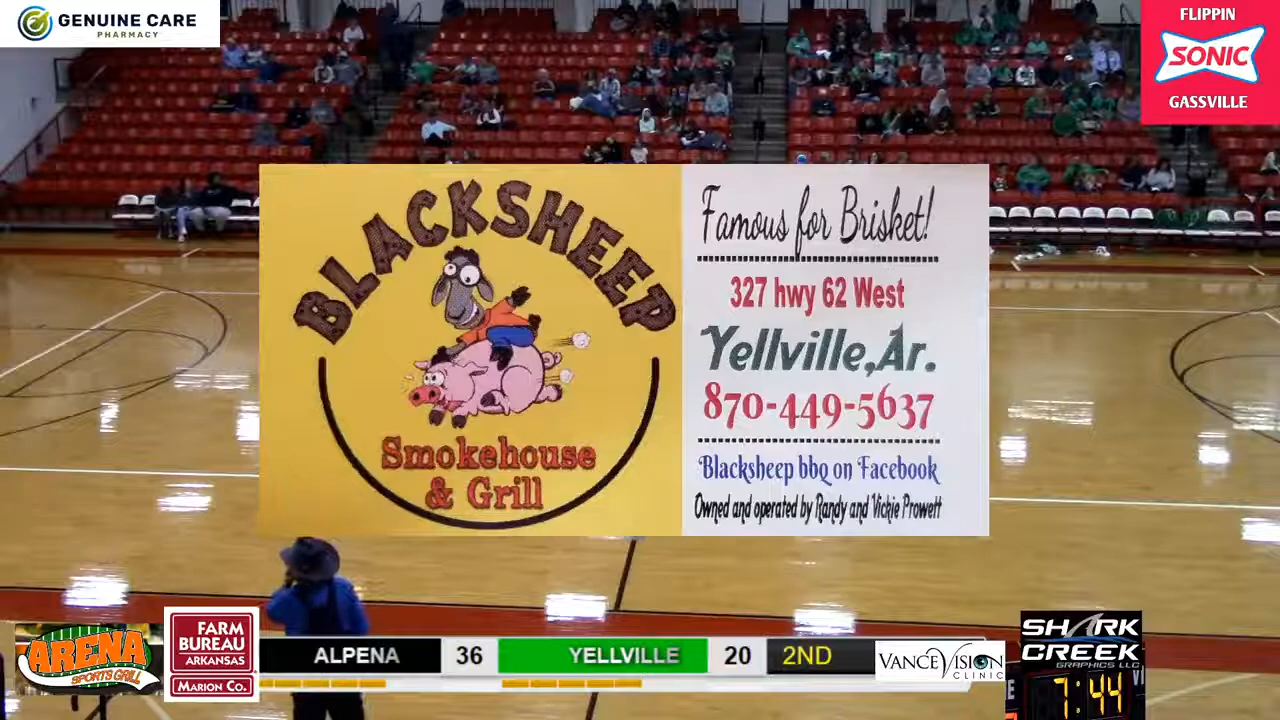 GENUINE CARE
PHARMACY
FLIPPIN
SONIC
GASSVILLE
BLACKSHEEP
Smokehouse
& Grill
Famous for Brisket!
327 hwy 62 West
Yellville,Ar.
870-449-5637
Blacksheep bbq on Facebook
Owned and operated by Randy and Vickie Prowett
ARENA
SPORTS GRILL
FARM
BUREAU
ARKANSAS
MARION CO.
ALPENA 36 YELLVILLE 20 2ND
VANCE VISION
CLINIC
SHARK
CREEK
GRAPHICS LLC
7:44